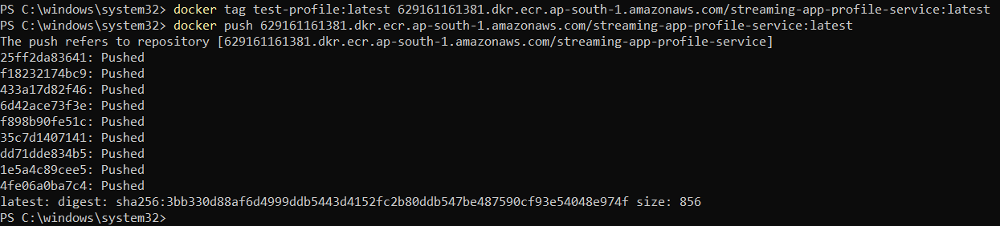 PS C:\windows\system32> docker tag test-profile:latest 629161161381.dkr.ecr.ap-south-1.amazonaws.com/streaming-app-profile-service:latest
PS C:\windows\system32> docker push 629161161381.dkr.ecr.ap-south-1.amazonaws.com/streaming-app-profile-service:latest
The push refers to repository [629161161381.dkr.ecr.ap-south-1.amazonaws.com/streaming-app-profile-service]
25ff2da83641: Pushed
f18232174bc9: Pushed
433a17d82f46: Pushed
6d42ace73f3e: Pushed
f898b90fe51c: Pushed
35c7d1407141: Pushed
dd71dde834b5: Pushed
1e5a4c89cee5: Pushed
4fe06a0ba7c4: Pushed
latest: digest: sha256:3bb330d88af6d4999ddb5443d4152fc2b80ddb547be487590cf93e54048e974f size: 856
PS C:\windows\system32>